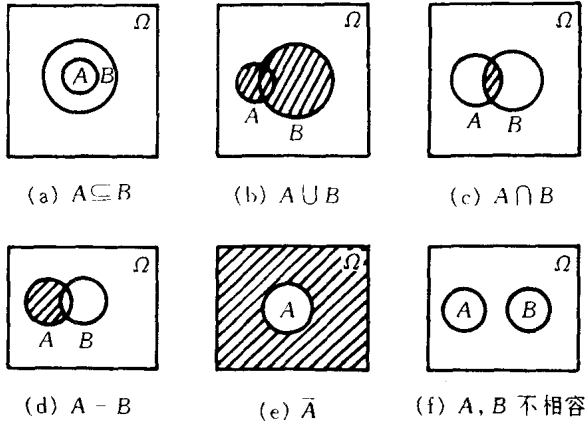 Ω Ω Ω
A B
A B A B
(a) A⊆B (b) A∪B (c) A∩B
Ω Ω Ω
A A B
A B
(d) A − B (e) Ā (f) A, B 不相容